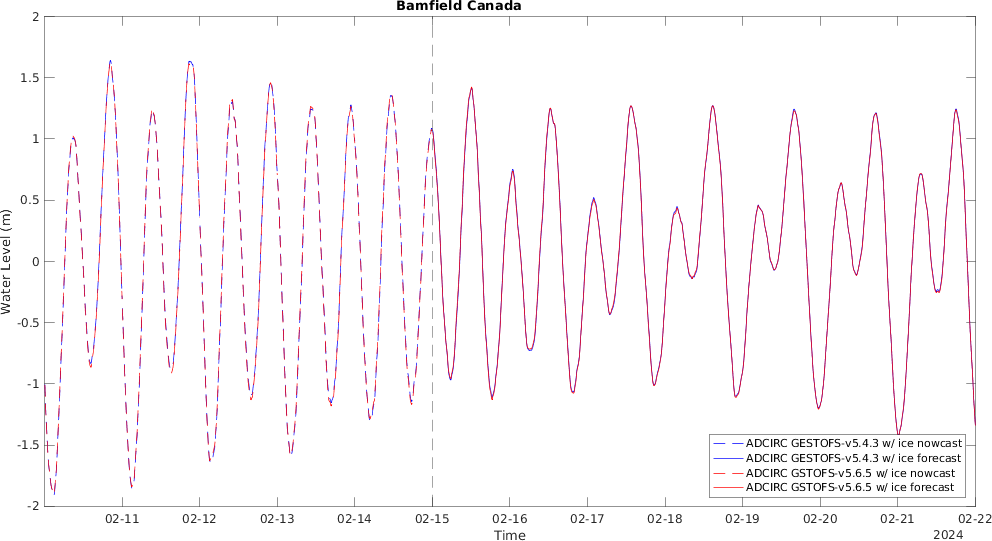 Bamfield Canada
2
1.5
1
0.5
0
-0.5
-1
-1.5
-2
Water Level (m)
ADCIRC GESTOFS-v5.4.3 w/ ice nowcast
ADCIRC GESTOFS-v5.4.3 w/ ice forecast
ADCIRC GSTOFS-v5.6.5 w/ ice nowcast
ADCIRC GSTOFS-v5.6.5 w/ ice forecast
02-11 02-12 02-13 02-14 02-15 02-16 02-17 02-18 02-19 02-20 02-21 02-22
Time
2024